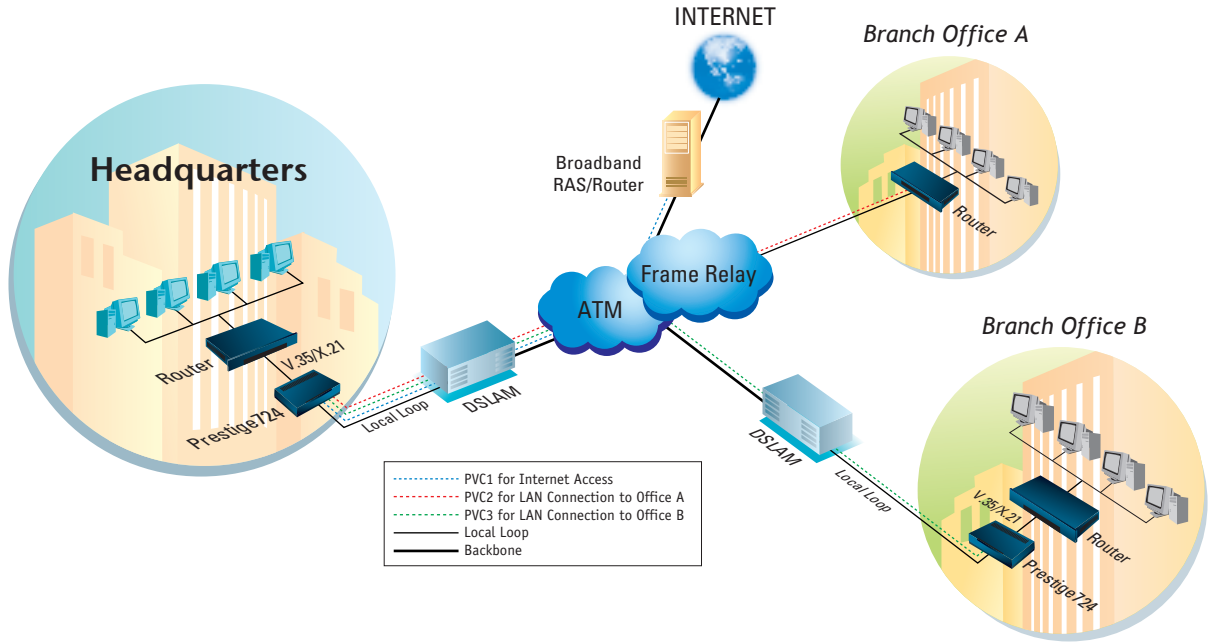 INTERNET
Branch Office A
Headquarters
Broadband
RAS/Router
Router
Frame Relay
ATM
Branch Office B
Router
V.35/X.21
Prestige724
Local Loop
DSLAM
DSLAM
Local Loop
V.35/X.21
Router
Prestige724
PVC1 for Internet Access
PVC2 for LAN Connection to Office A
PVC3 for LAN Connection to Office B
Local Loop
Backbone